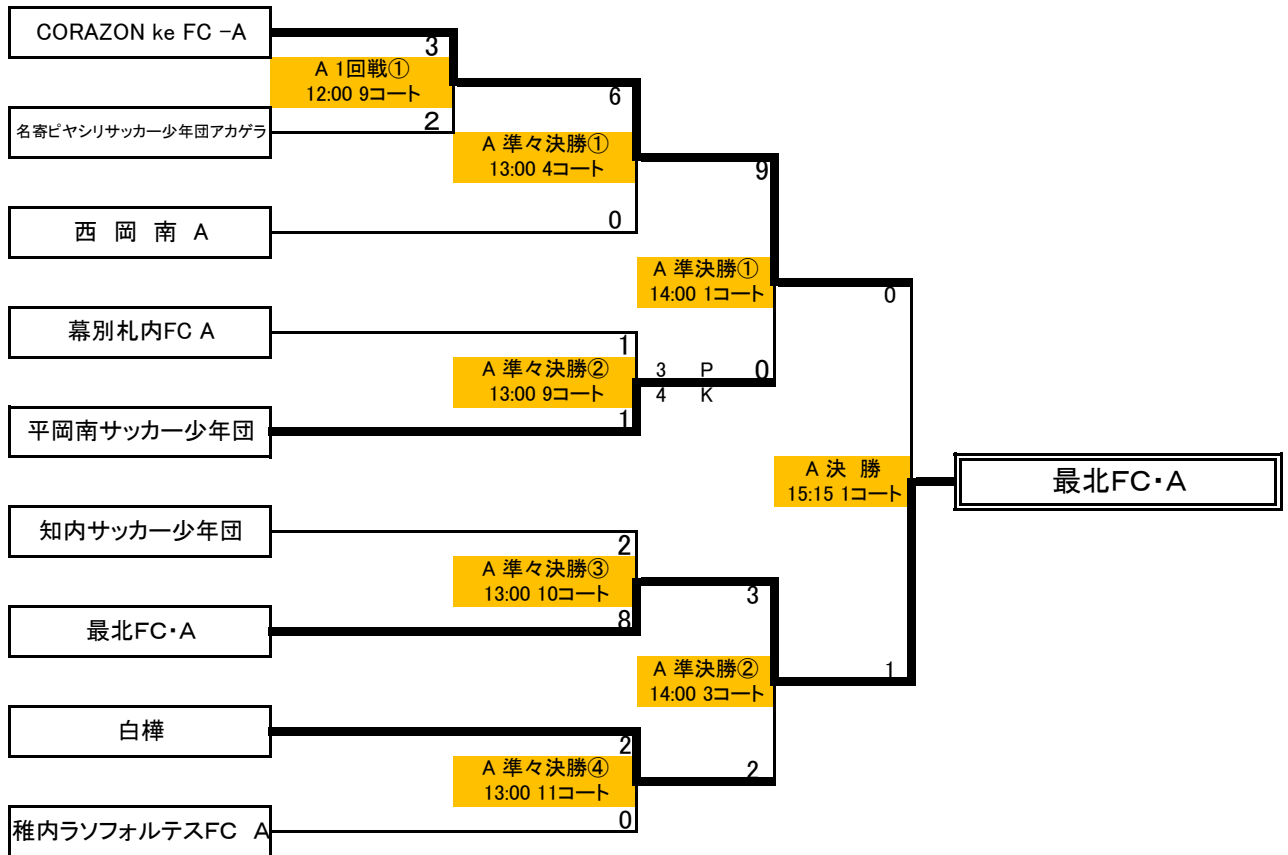 CORAZON ke FC -A
3
A 1回戦①
12:00 9コート
6
名寄ピヤシリサッカー少年団アカゲラ
2
A 準々決勝①
13:00 4コート
9
西 岡 南 A
0
A 準決勝①
14:00 1コート
0
幕別札内FC A
1
A 準々決勝②
13:00 9コート
3 P
4 K
0
平岡南サッカー少年団
1
A 決 勝
15:15 1コート
最北FC・A
知内サッカー少年団
2
A 準々決勝③
13:00 10コート
3
最北FC・A
8
A 準決勝②
14:00 3コート
1
白樺
2
A 準々決勝④
13:00 11コート
2
稚内ラソフォルテスFC A
0